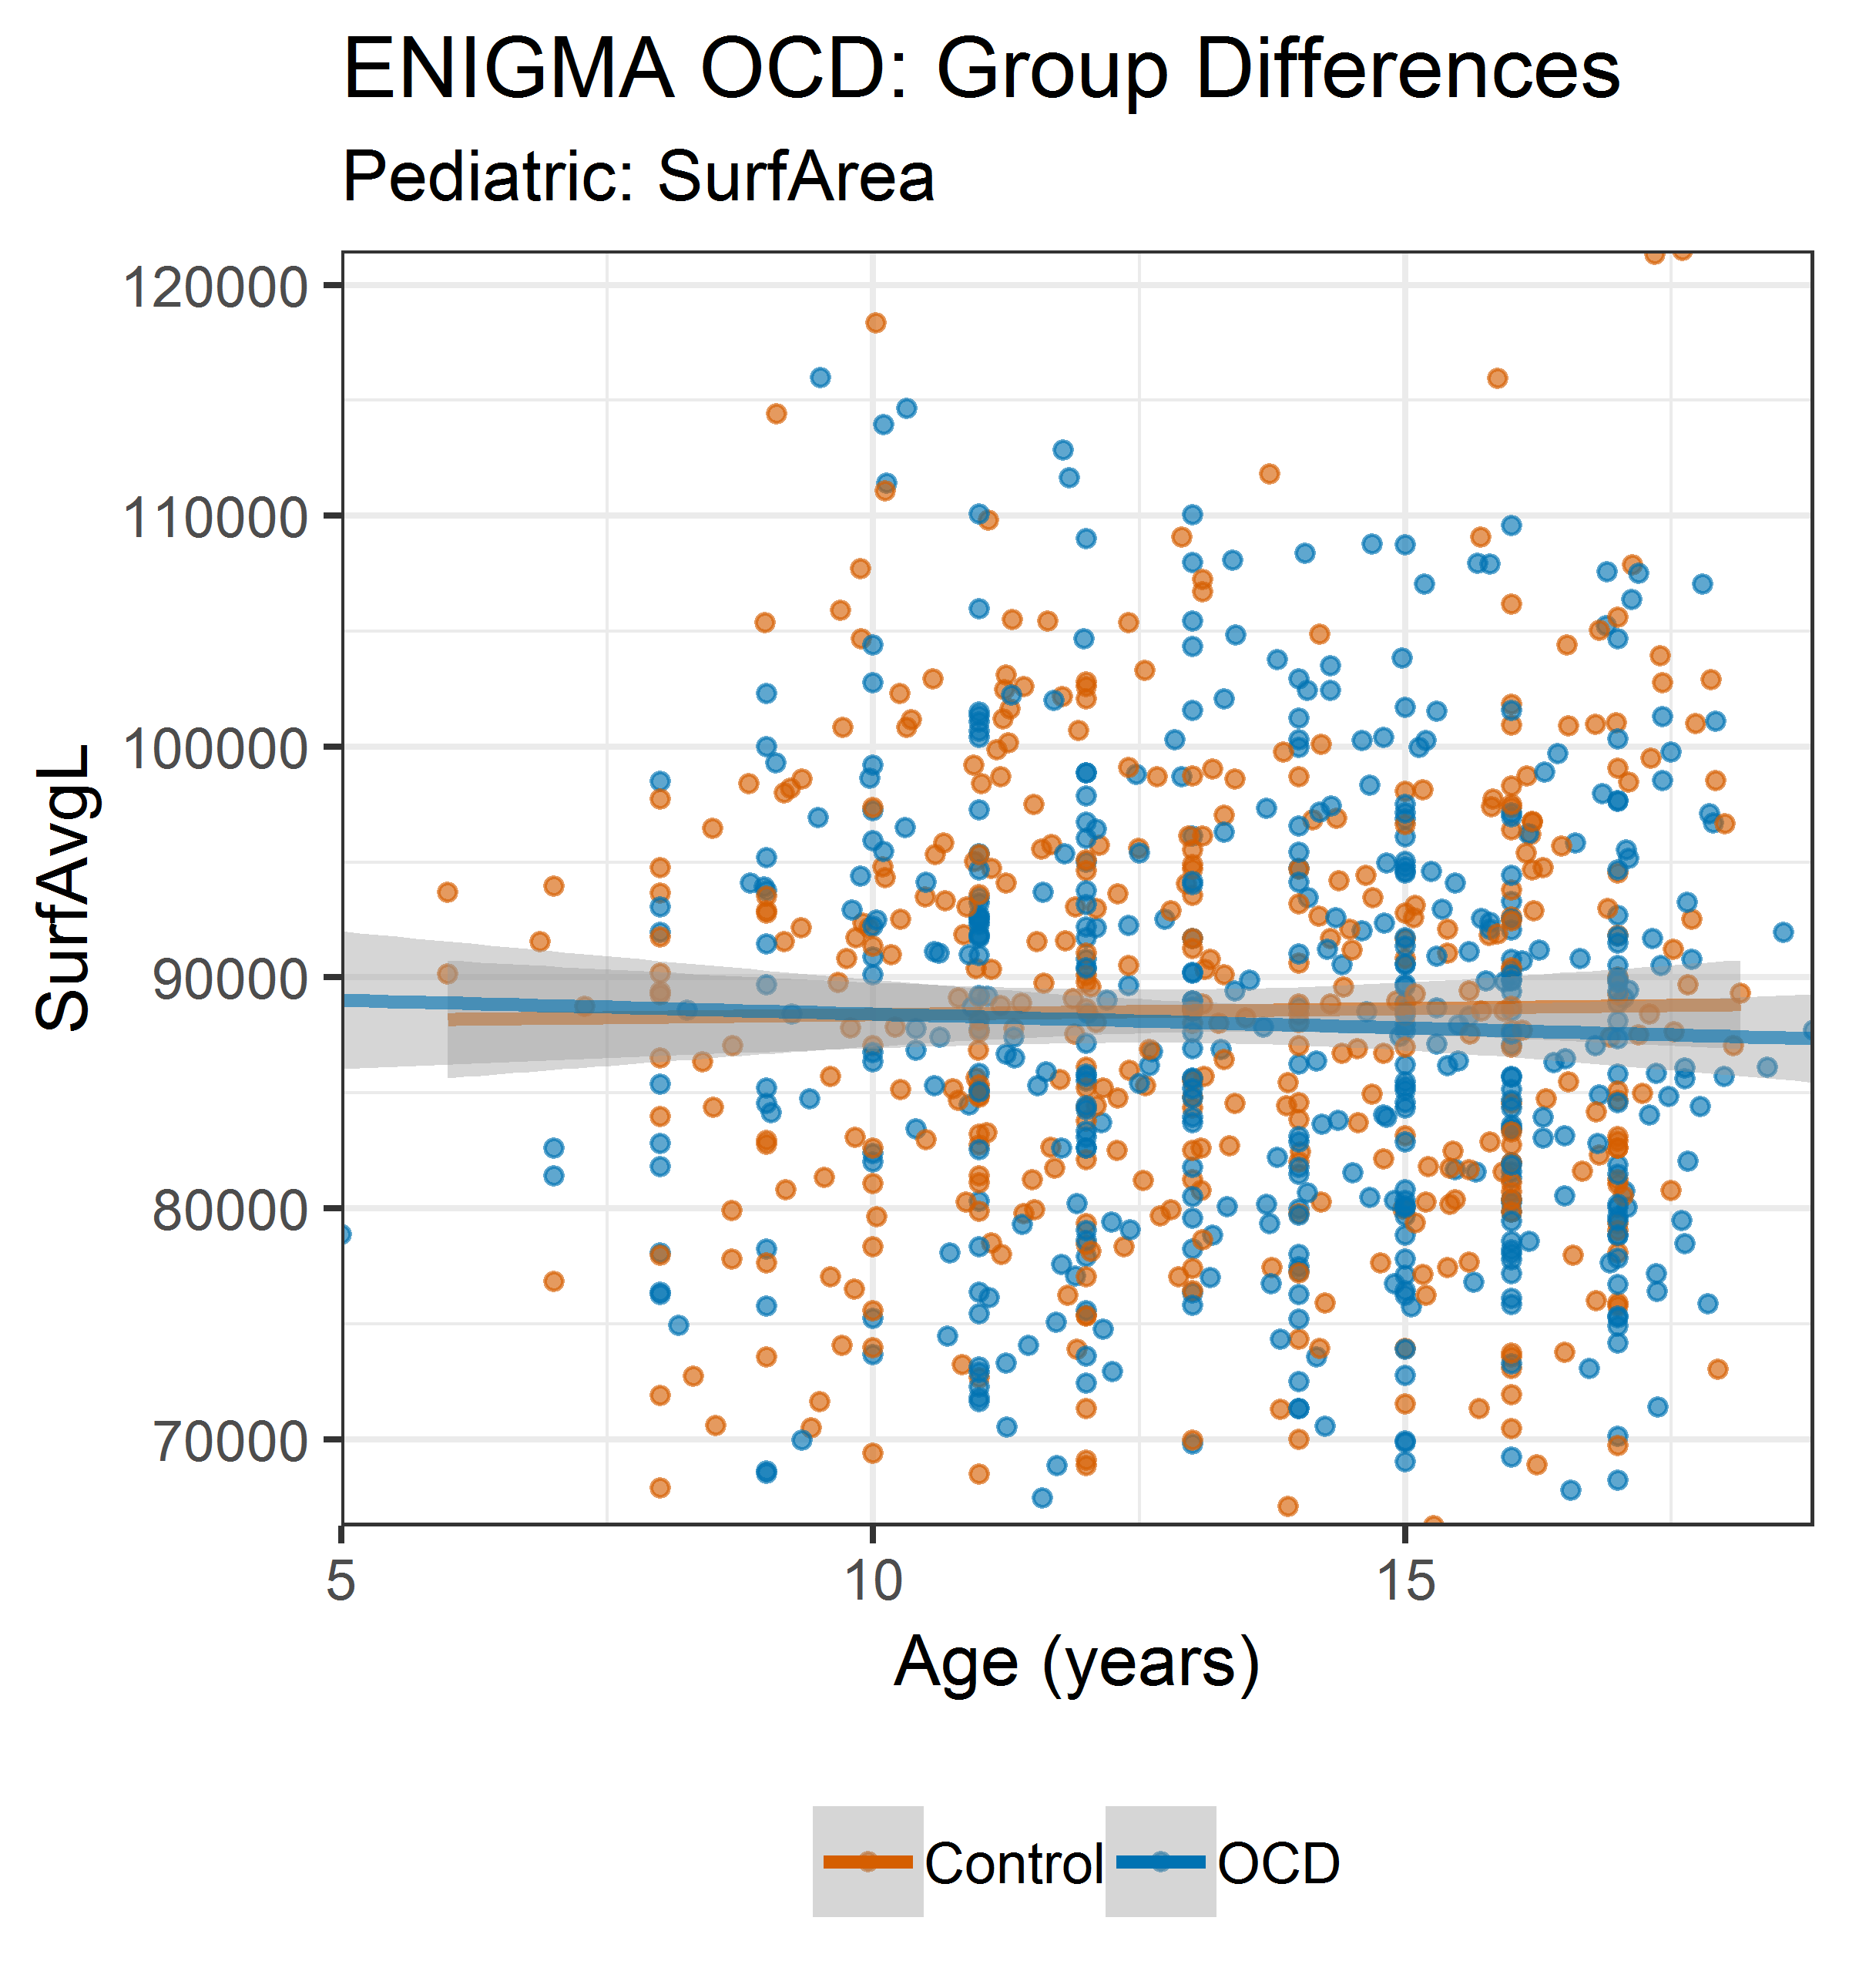 ENIGMA OCD: Group Differences
Pediatric: SurfArea
SurfAvgL
120000
110000
100000
90000
80000
70000
5 10 15
Age (years)
Control OCD